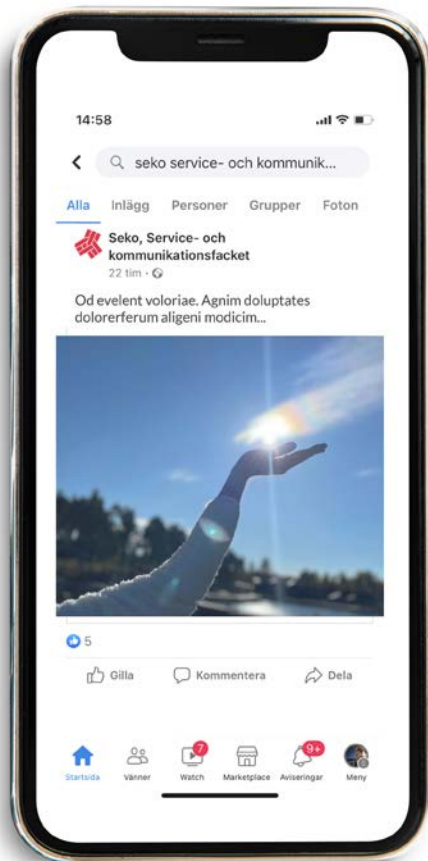 14:58
seko service- och kommunik...
Alla Inlägg Personer Grupper Foton
Seko, Service- och
kommunikationsfacket
22 tim ·
Od evelent voloriae. Agnim doluptates
dolorerferum aligeni modicim...
5
Gilla Kommentera Dela
7 9+
Startsida Vänner Watch Marketplace Aviseringar Meny